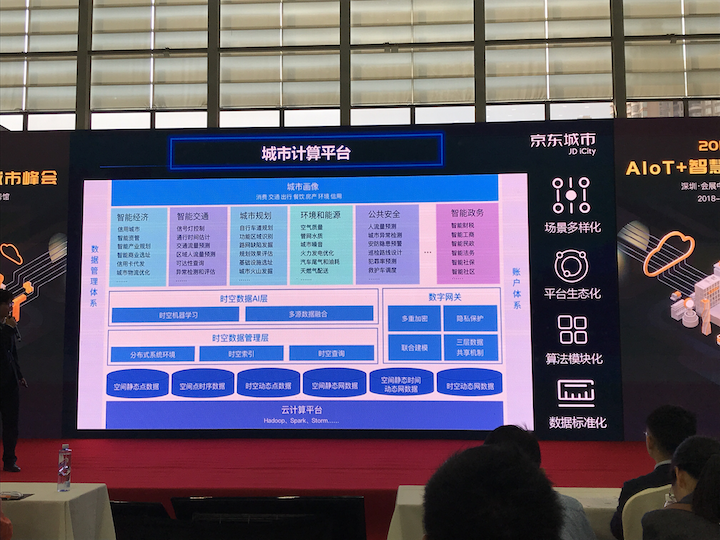 城市计算平台
京东城市
JD iCity
城市峰会
20
AIoT+智慧
深圳·会展中
2018-
城市画像
消费 交通 出行 餐饮 房产 环境 信用
数据管理体系
智能经济
信用城市
智能资管
智能产业规划
智能商业选址
信用卡代发
城市物流优化
智能交通
信号灯控制
通行时间估计
交通流量预测
区域人流量预测
可达性查询
异常检测和评估
城市规划
自行车道规划
功能区域识别
路网缺陷发现
规划效果评估
基础设施选址
城市火山发展
环境和能源
空气质量
管网水质
城市噪音
火力发电优化
汽车尾气和油耗
天然气配送
公共安全
人流量预测
城市异常检测
安防隐患预警
巡检路线设计
犯罪率预测
救护车调度
……
智能政务
智能财税
智能工商
智能民政
智能法务
智能社保
智能社区
账户体系
时空数据AI层
时空机器学习
多源数据融合
时空数据管理层
分布式系统环境
时空索引
时空查询
数字网关
多重加密
隐私保护
联合建模
三层数据
共享机制
空间静态点数据
空间点时序数据
时空动态点数据
空间静态网数据
空间静态时间
动态网数据
时空动态网数据
云计算平台
Hadoop、Spark、Storm……
场景多样化
平台生态化
算法模块化
数据标准化